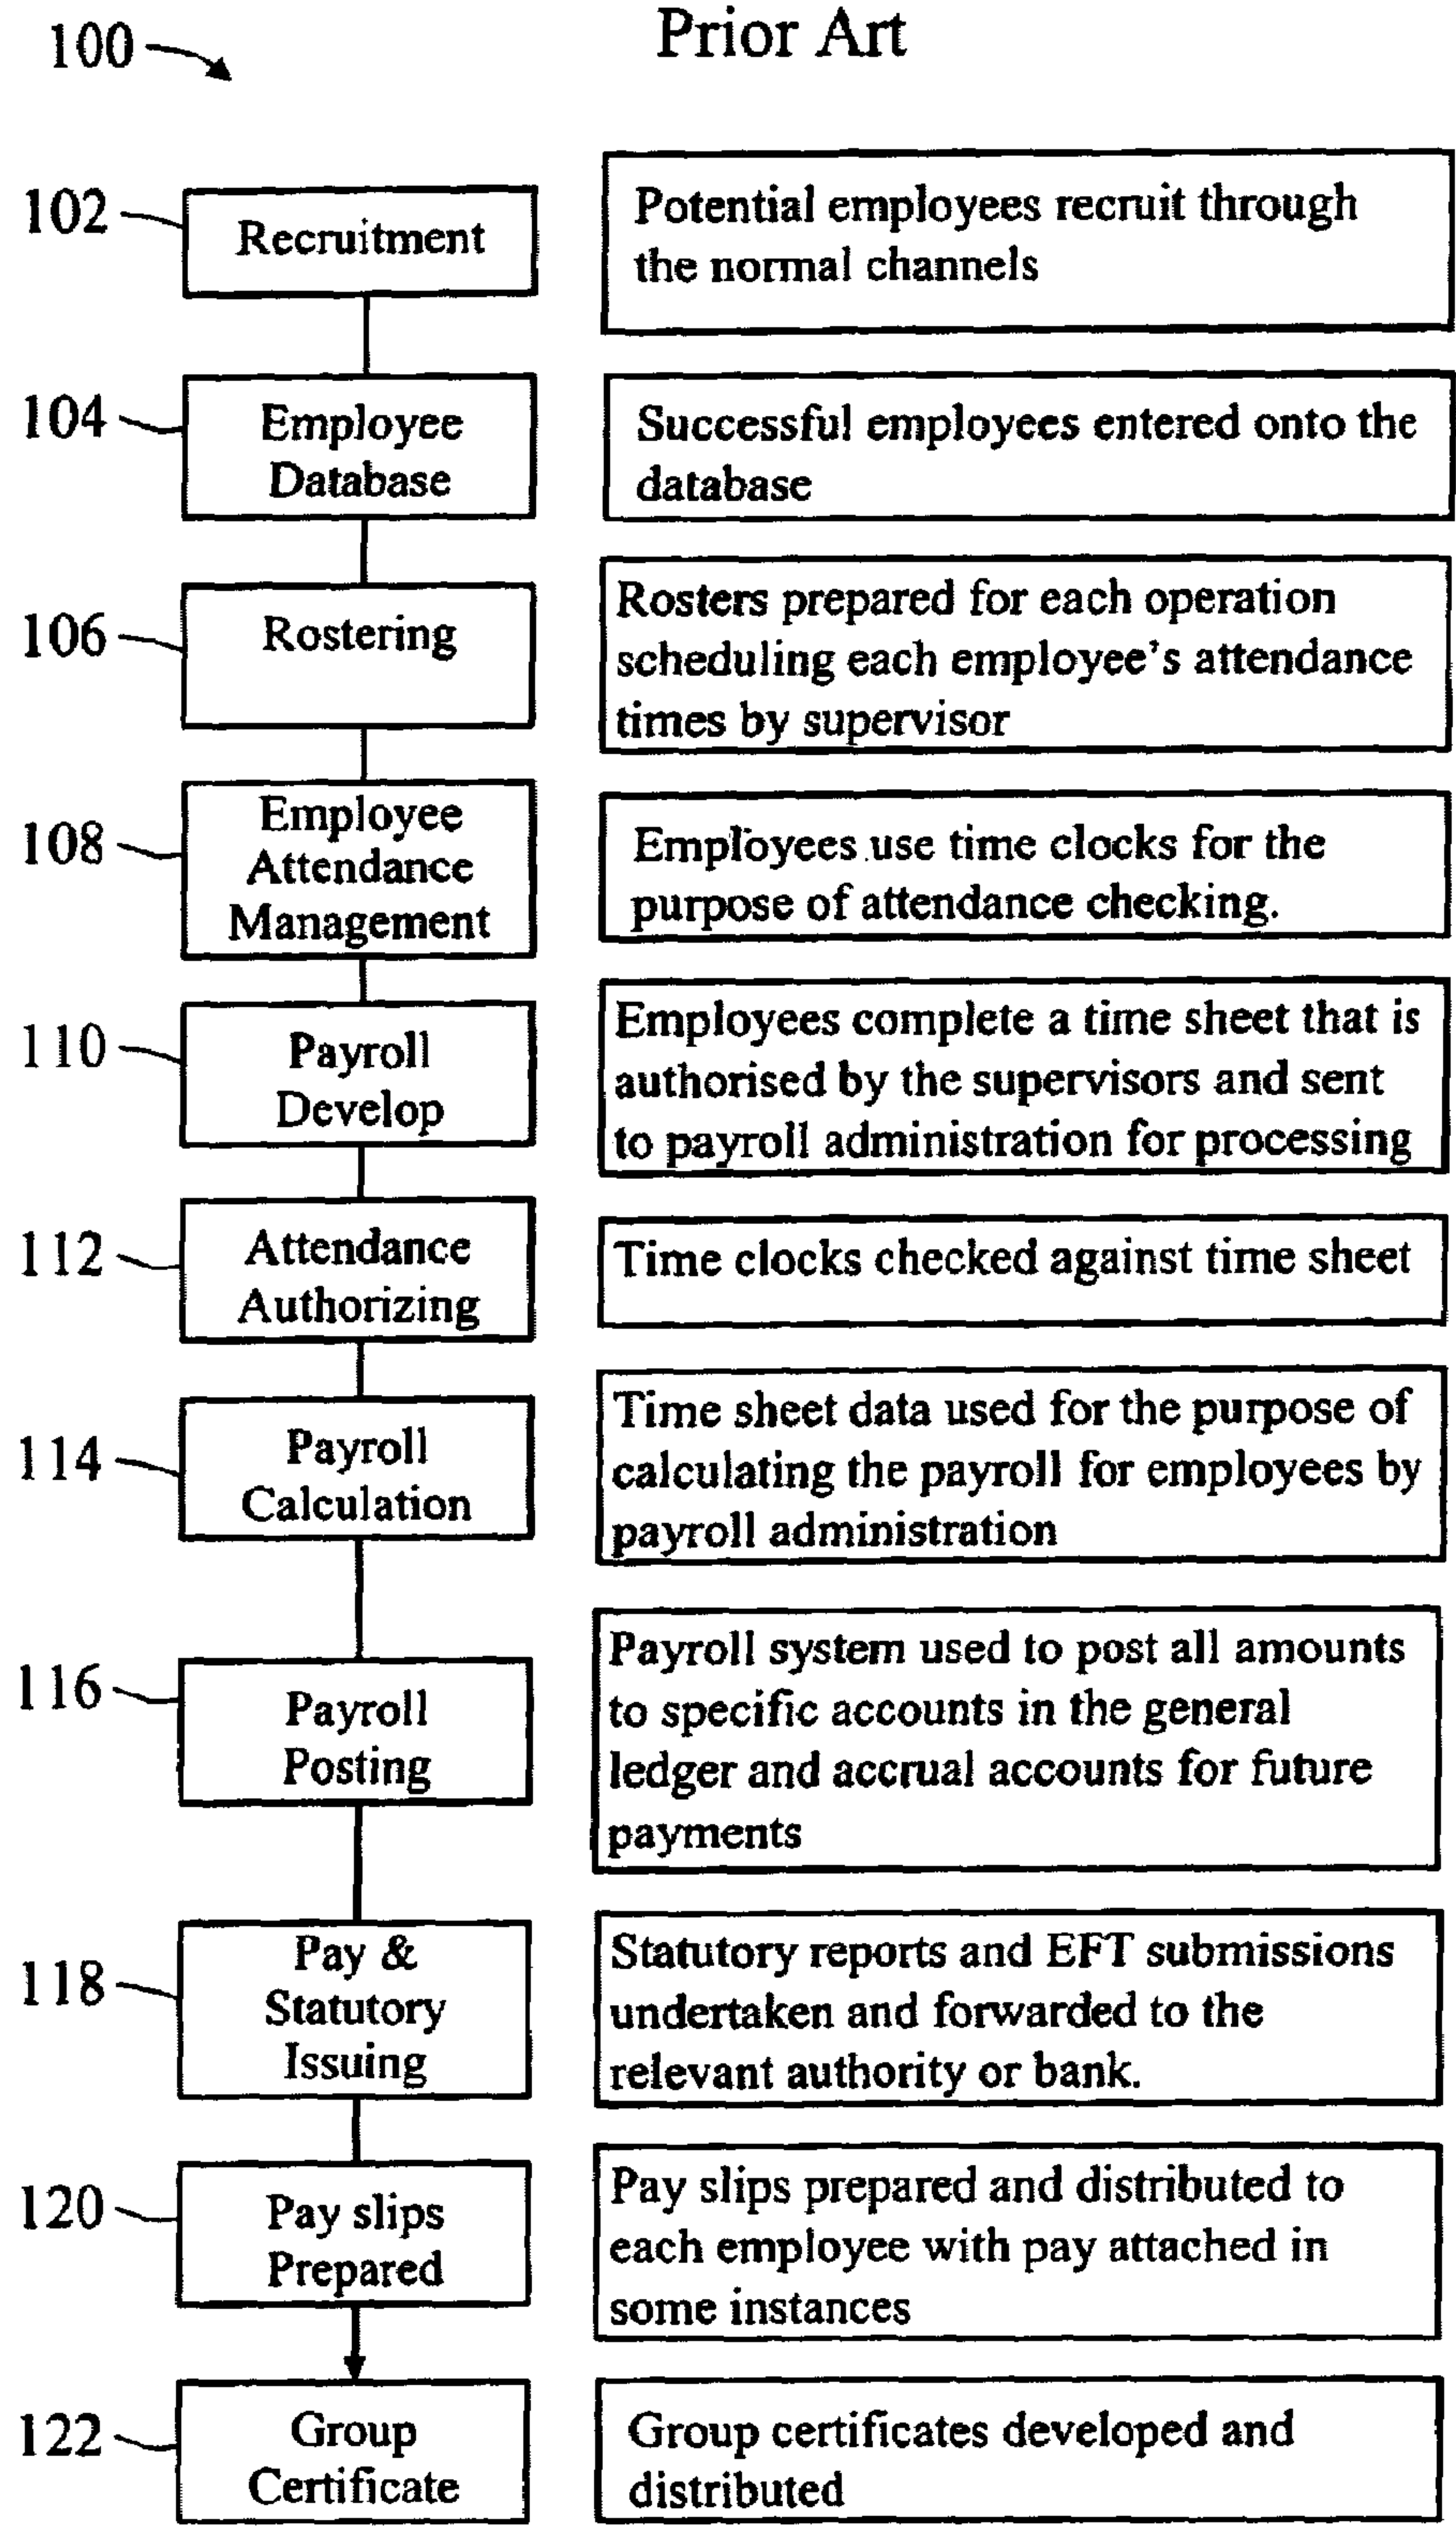 Prior Art
100
102
Recruitment
Potential employees recruit through
the normal channels
104
Employee
Database
Successful employees entered onto the
database
106
Rostering
Rosters prepared for each operation
scheduling each employee's attendance
times by supervisor
108
Employee
Attendance
Management
Employees use time clocks for the
purpose of attendance checking.
110
Payroll
Develop
Employees complete a time sheet that is
authorised by the supervisors and sent
to payroll administration for processing
112
Attendance
Authorizing
Time clocks checked against time sheet
114
Payroll
Calculation
Time sheet data used for the purpose of
calculating the payroll for employees by
payroll administration
116
Payroll
Posting
Payroll system used to post all amounts
to specific accounts in the general
ledger and accrual accounts for future
payments
118
Pay &
Statutory
Issuing
Statutory reports and EFT submissions
undertaken and forwarded to the
relevant authority or bank.
120
Pay slips
Prepared
Pay slips prepared and distributed to
each employee with pay attached in
some instances
122
Group
Certificate
Group certificates developed and
distributed